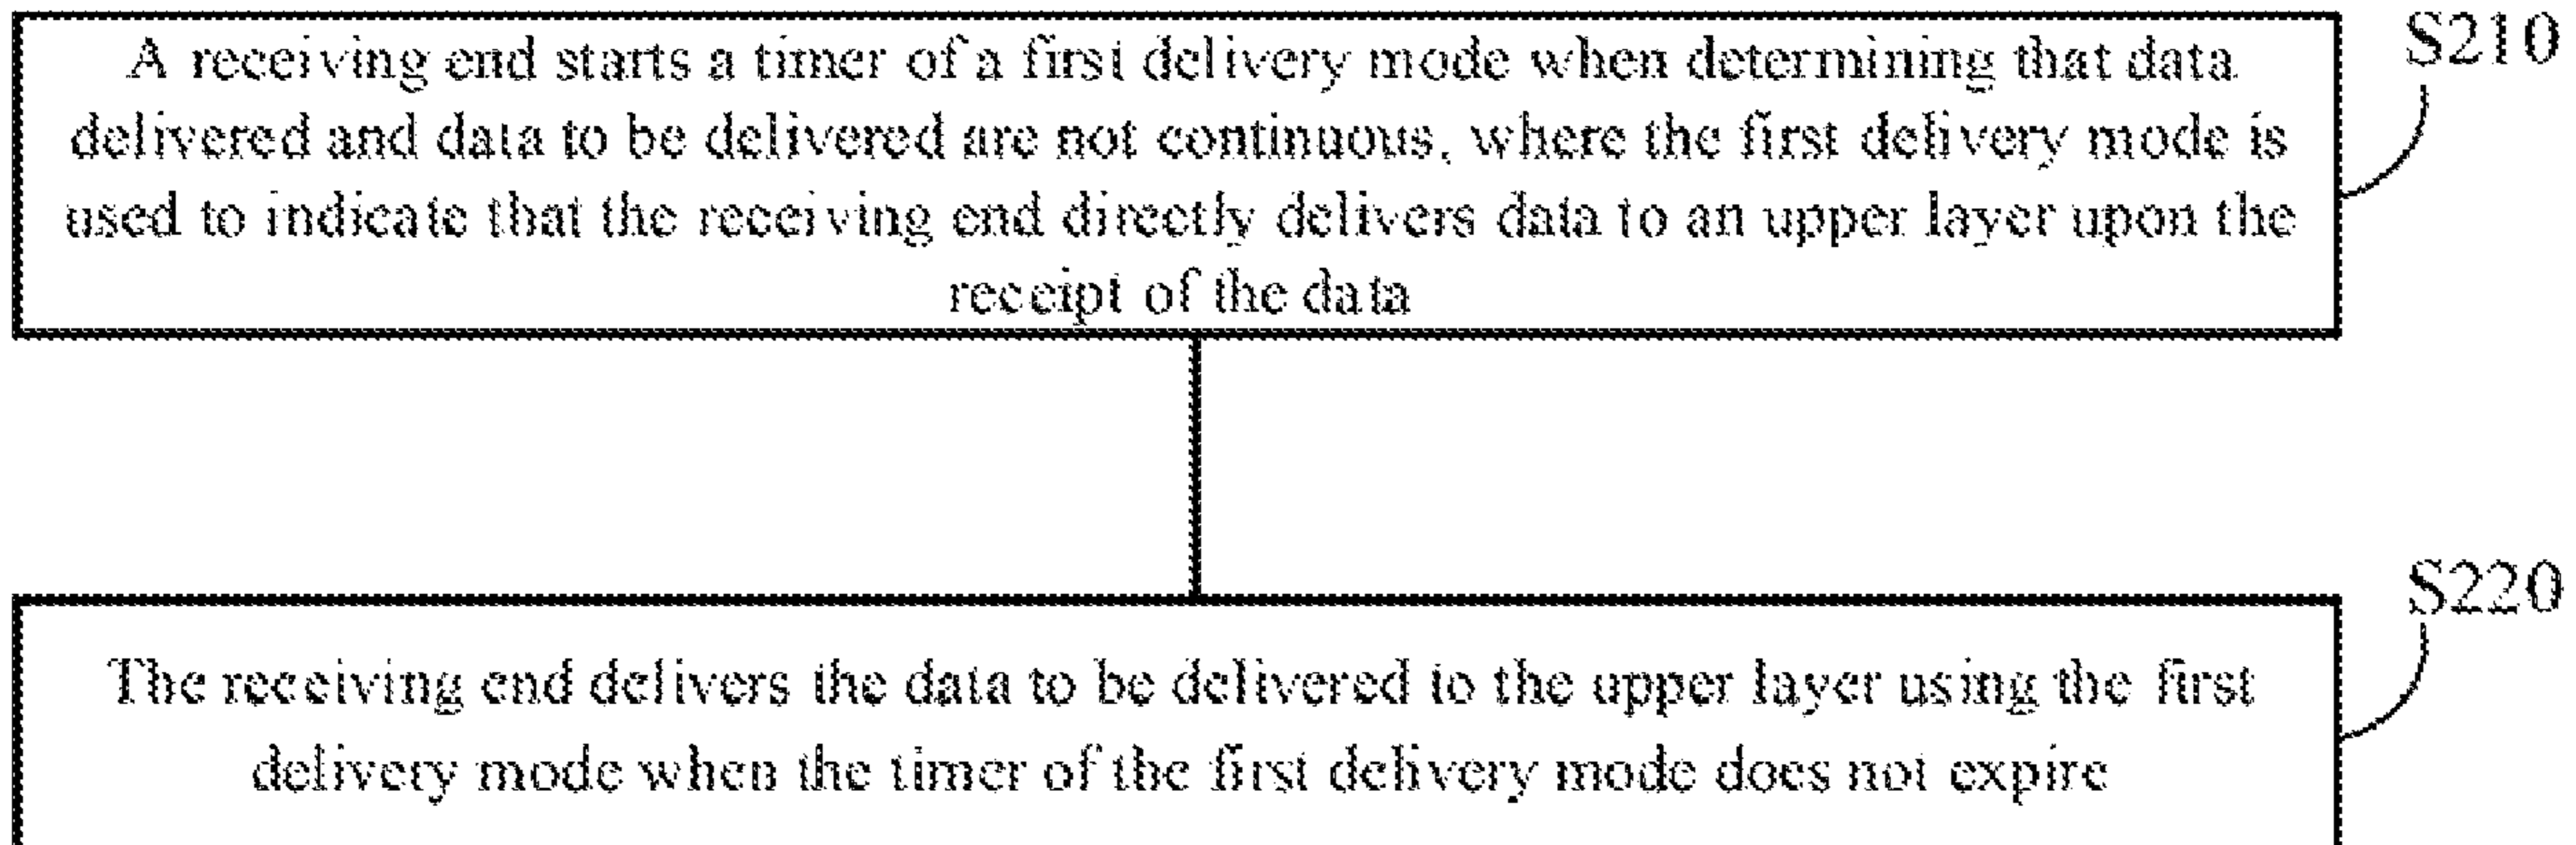 A receiving end starts a timer of a first delivery mode when determining that data
delivered and data to be delivered are not continuous, where the first delivery mode is
used to indicate that the receiving end directly delivers data to an upper layer upon the
receipt of the data
S210
The receiving end delivers the data to be delivered to the upper layer using the first
delivery mode when the timer of the first delivery mode does not expire
S220